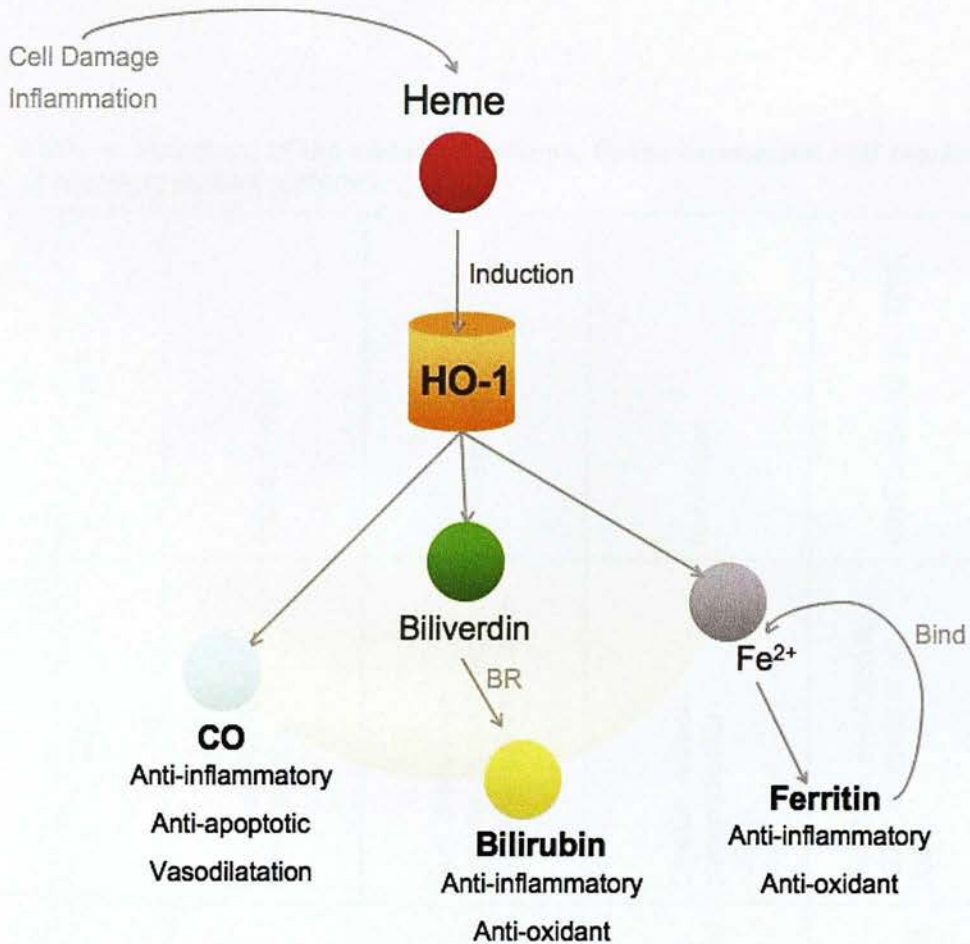 Cell Damage
Inflammation
Heme
Induction
HO-1
Biliverdin
BR
Fe²⁺
Bind
CO
Anti-inflammatory
Anti-apoptotic
Vasodilatation
Bilirubin
Anti-inflammatory
Anti-oxidant
Ferritin
Anti-inflammatory
Anti-oxidant